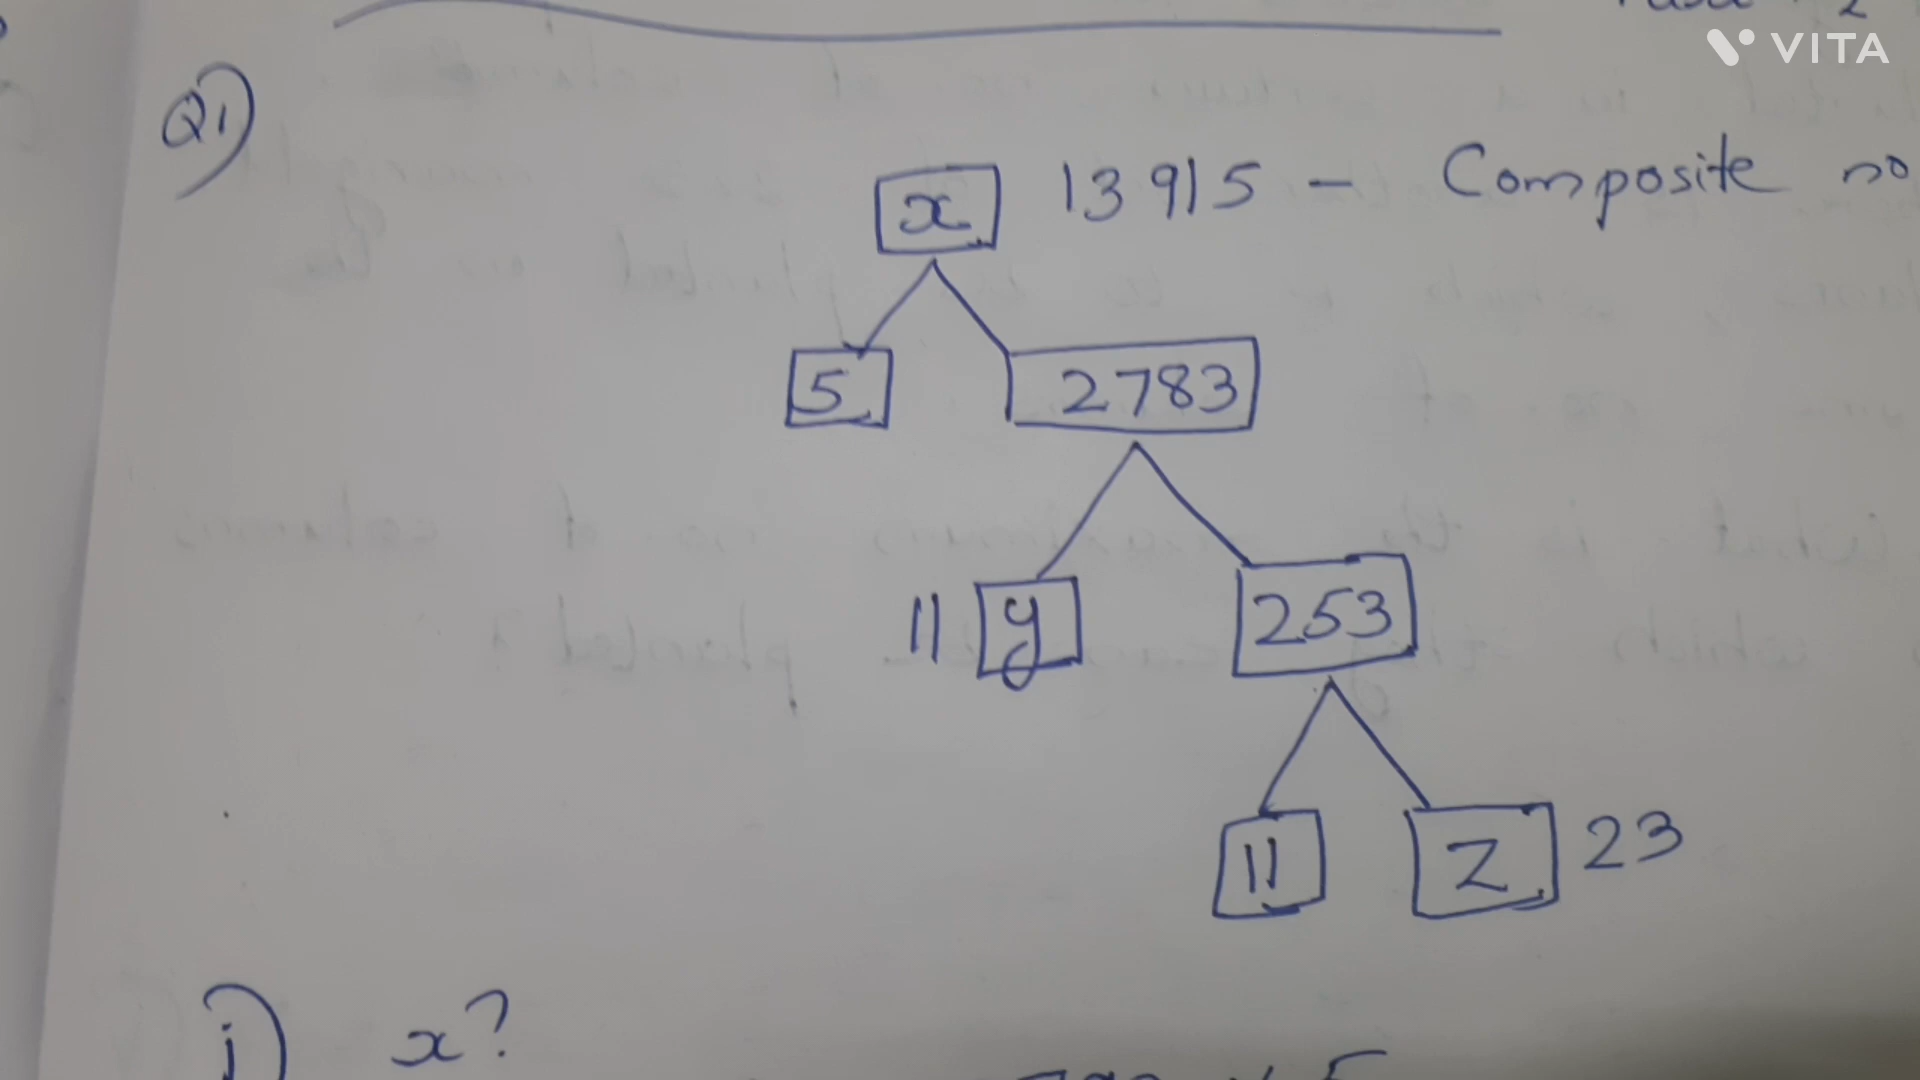 VITA
Q1)
x 13915 - Composite no
5 2783
11 y 253
11 Z 23
i) x?